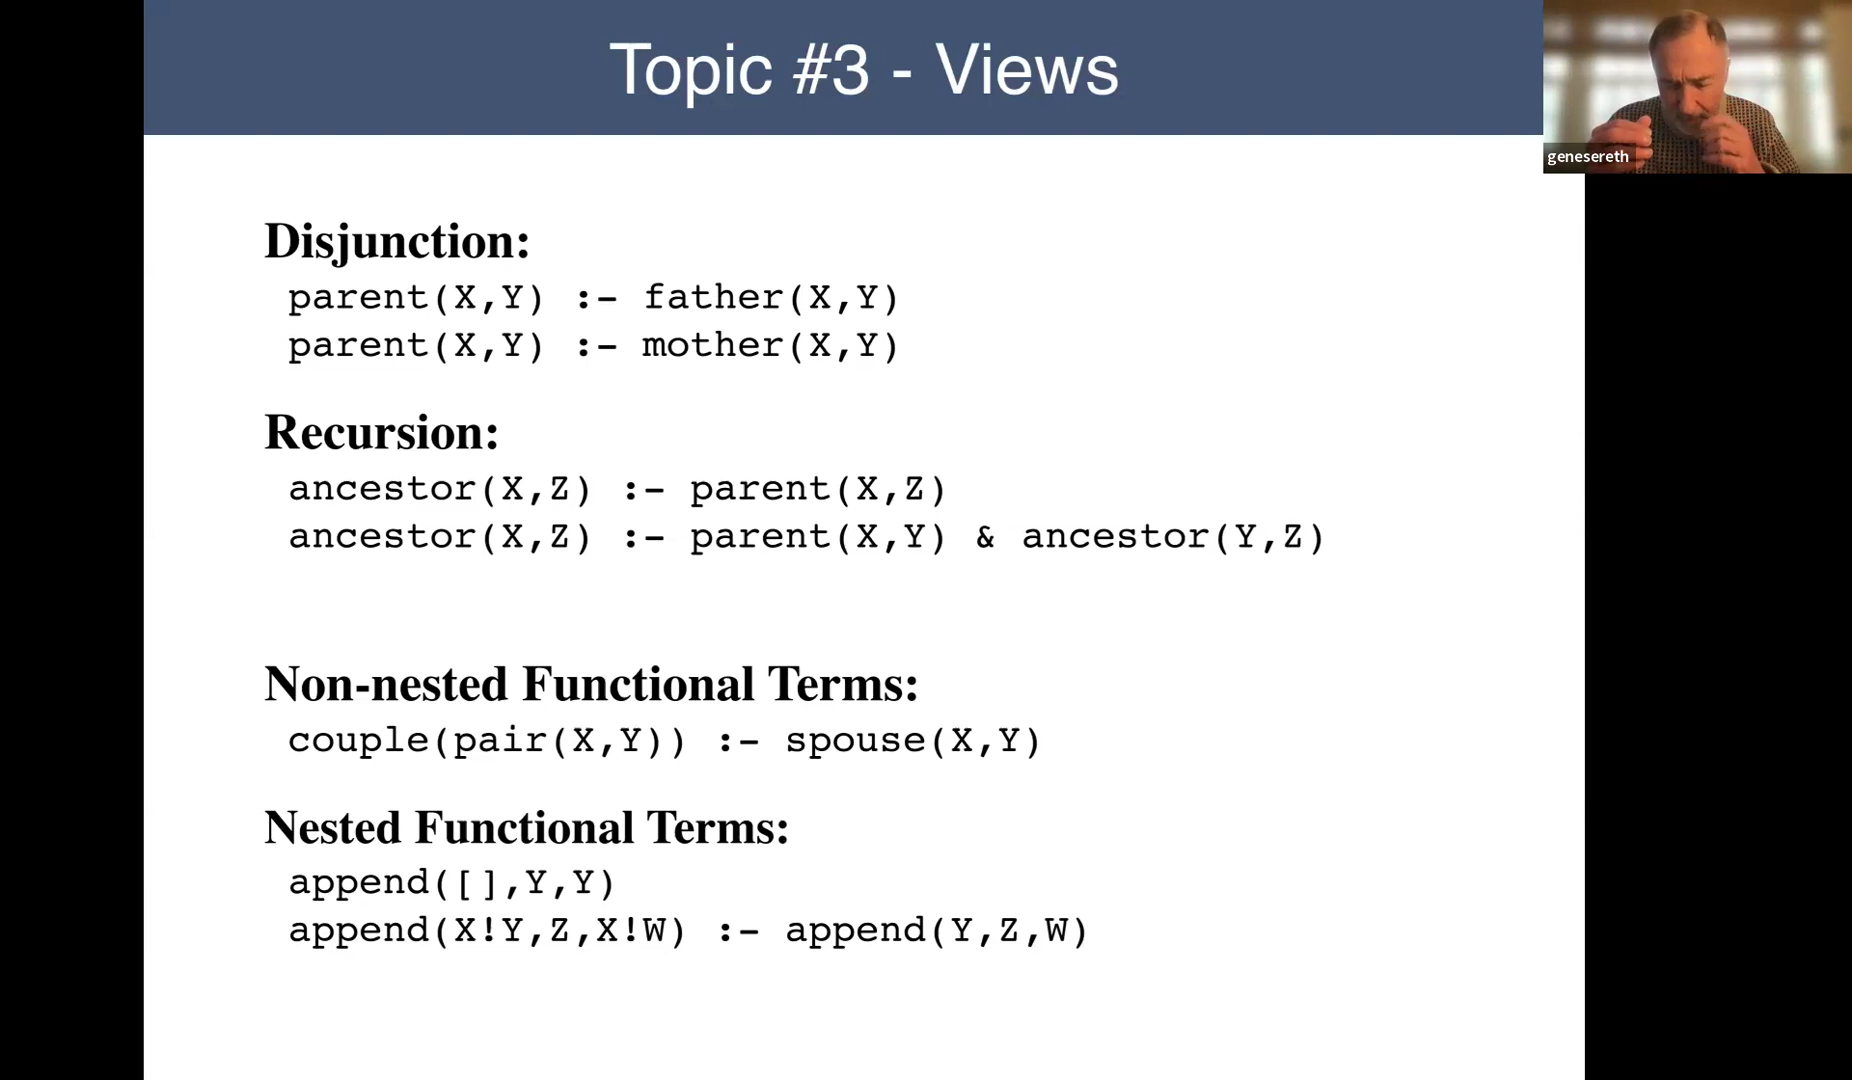 Topic #3 - Views
genesereth
Disjunction:
parent(X,Y) :- father(X,Y)
parent(X,Y) :- mother(X,Y)
Recursion:
ancestor(X,Z) :- parent(X,Z)
ancestor(X,Z) :- parent(X,Y) & ancestor(Y,Z)
Non-nested Functional Terms:
couple(pair(X,Y)) :- spouse(X,Y)
Nested Functional Terms:
append([],Y,Y)
append(X!Y,Z,X!W) :- append(Y,Z,W)